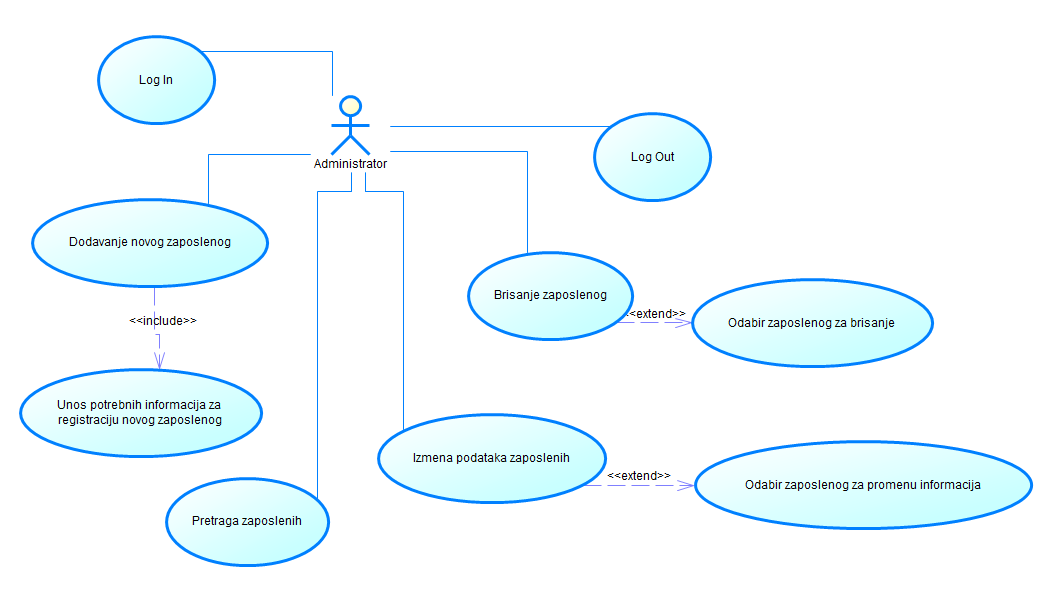 Log In
Administrator
Log Out
Dodavanje novog zaposlenog
<<include>>
Unos potrebnih informacija za
registraciju novog zaposlenog
Brisanje zaposlenog
<<extend>>
Odabir zaposlenog za brisanje
Izmena podataka zaposlenih
<<extend>>
Odabir zaposlenog za promenu informacija
Pretraga zaposlenih